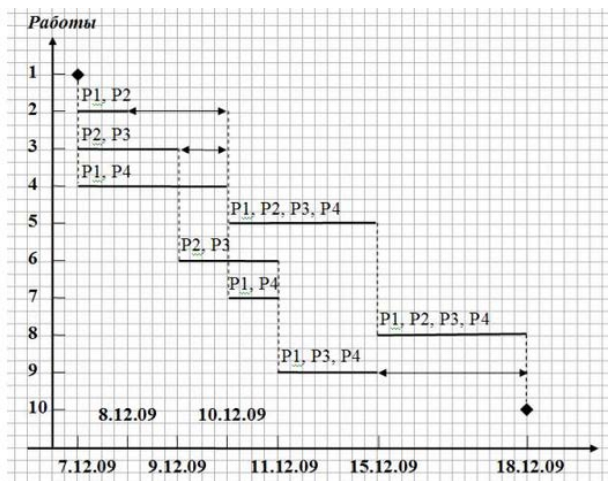 Работы
1
P1, P2
2
P2, P3
3
P1, P4
4
P1, P2, P3, P4
5
P2, P3
6
P1, P4
7
P1, P2, P3, P4
8
P1, P3, P4
9
10
8.12.09 10.12.09
7.12.09 9.12.09 11.12.09 15.12.09 18.12.09